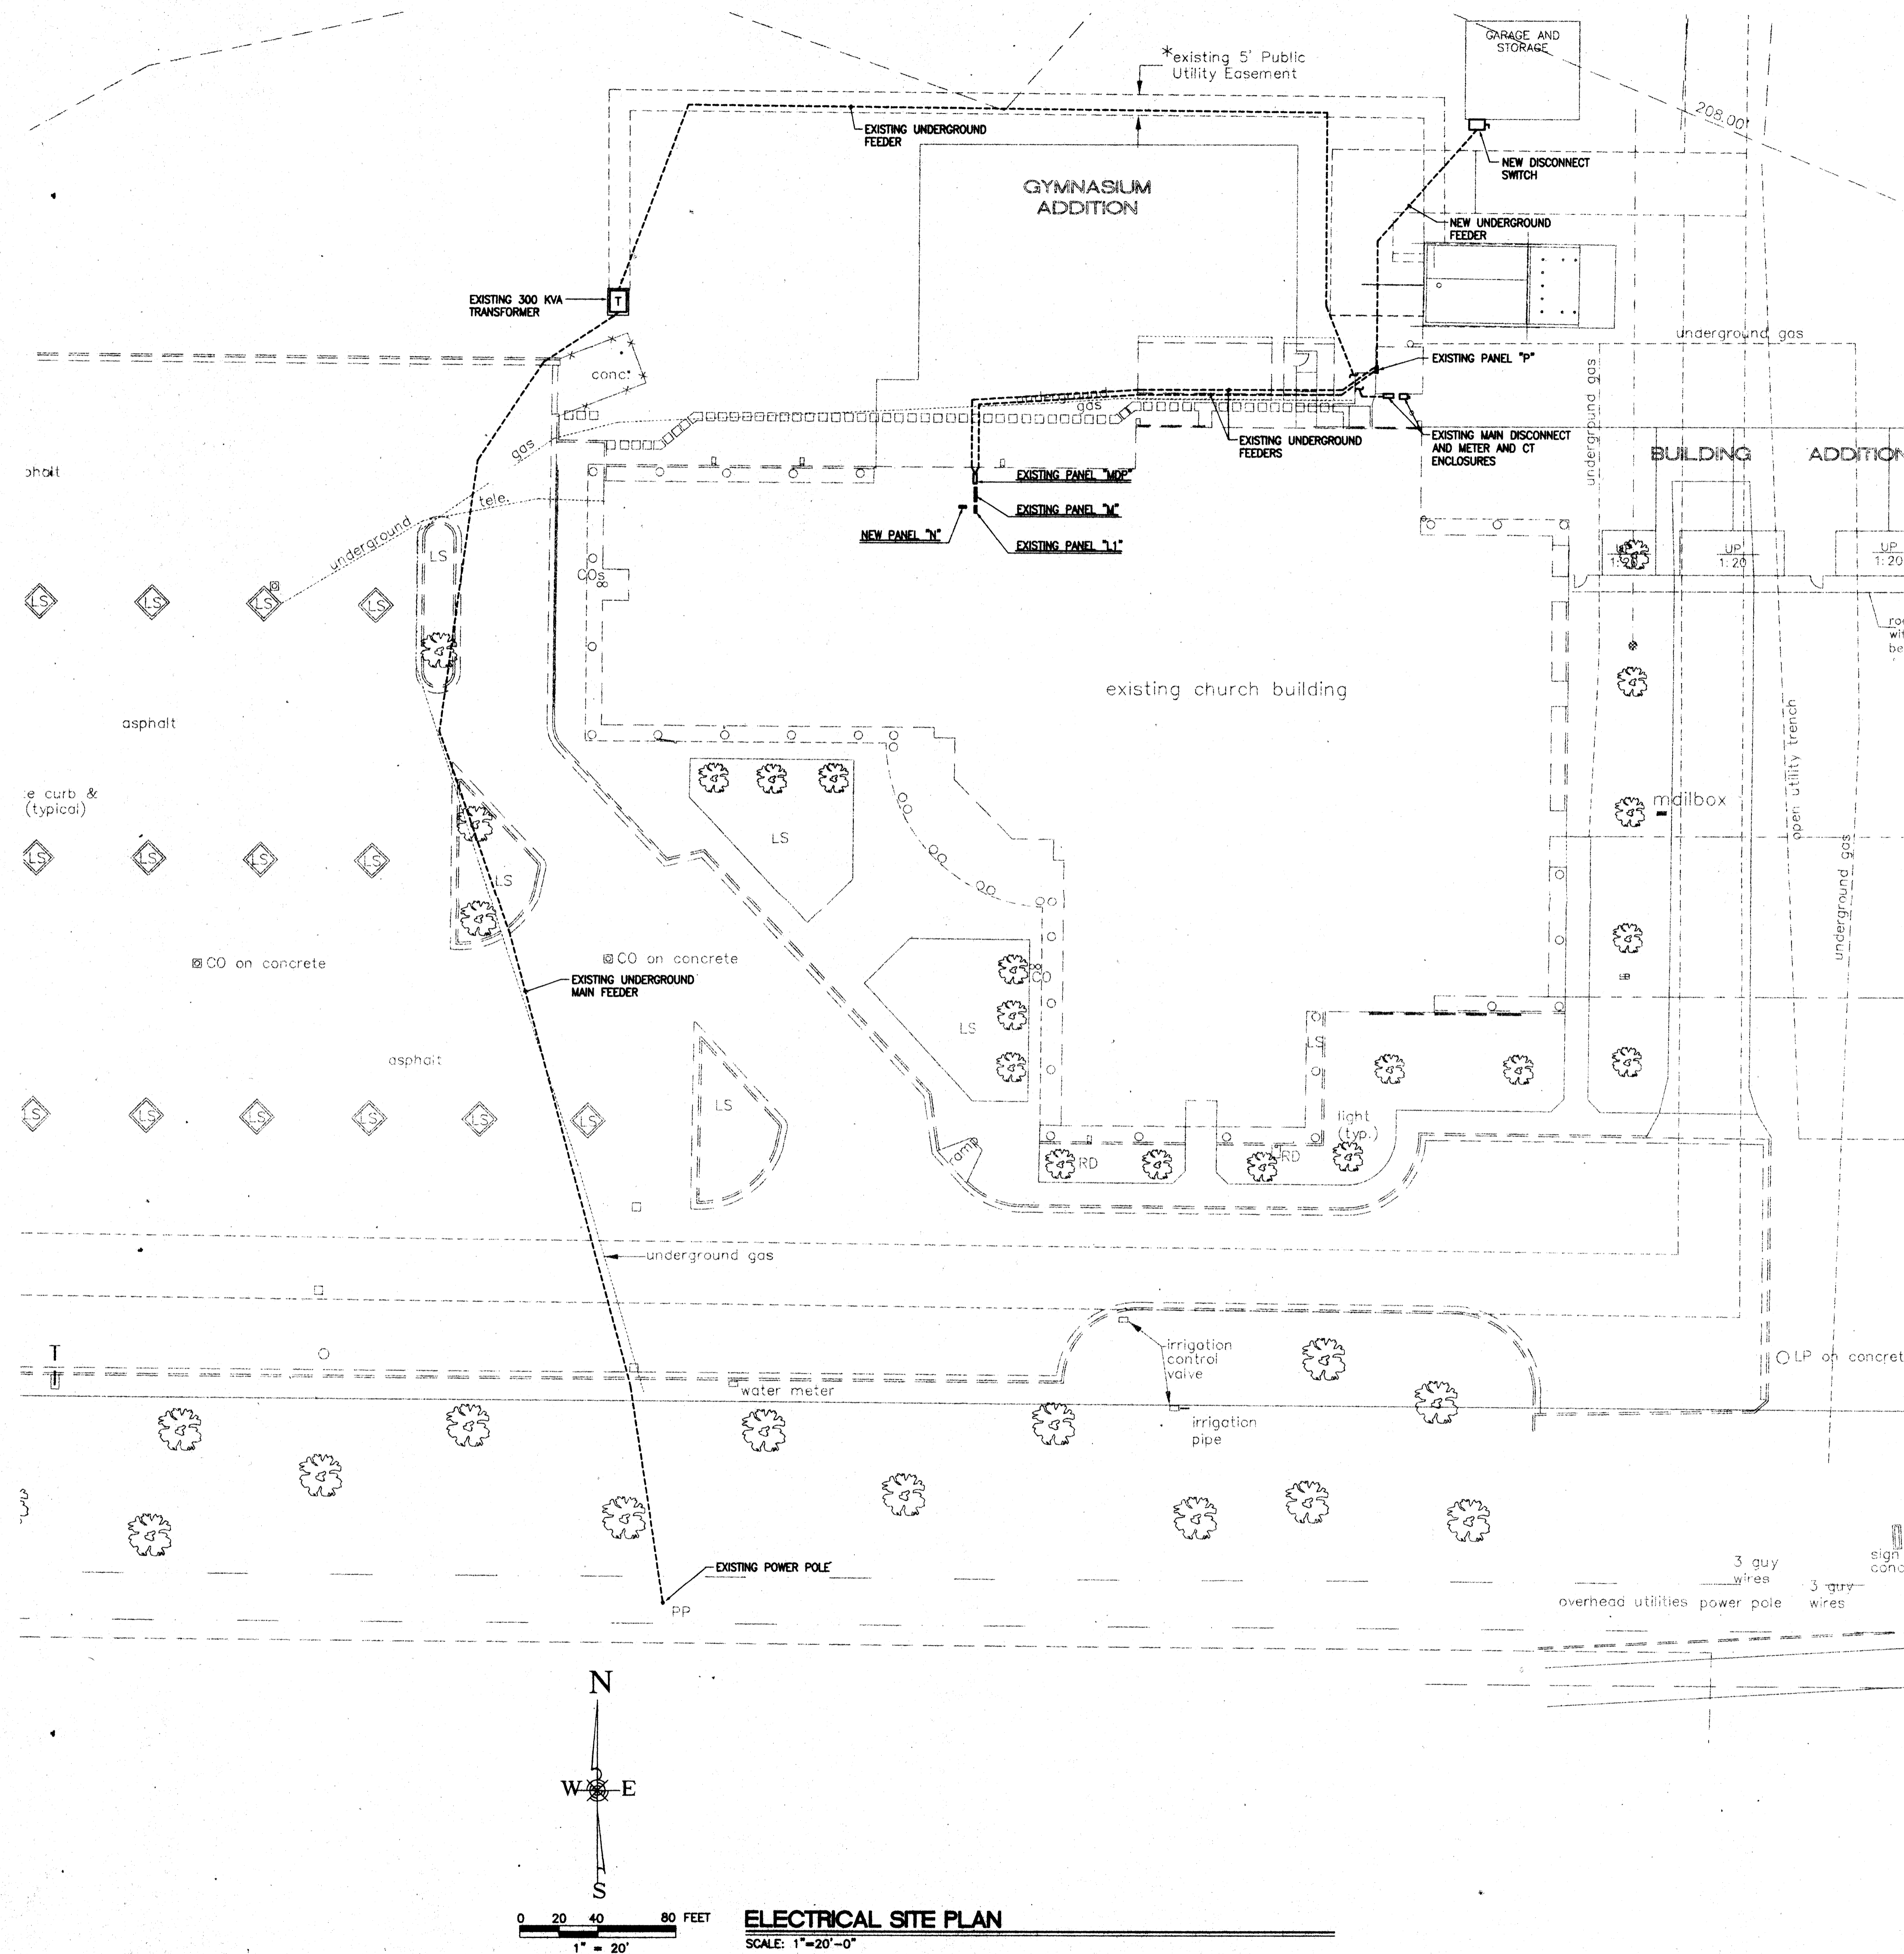 GARAGE AND
STORAGE
*existing 5' Public
Utility Easement
208.00'
EXISTING UNDERGROUND
FEEDER
NEW DISCONNECT
SWITCH
GYMNASIUM
ADDITION
NEW UNDERGROUND
FEEDER
EXISTING 300 KVA
TRANSFORMER
T
underground gas
EXISTING PANEL "P"
conc.
underground
gas
underground gas
gas
EXISTING UNDERGROUND
FEEDERS
EXISTING MAIN DISCONNECT
AND METER AND CT
ENCLOSURES
BUILDING ADDITION
phalt
EXISTING PANEL "MDP"
EXISTING PANEL "M"
NEW PANEL "N"
EXISTING PANEL "L1"
underground tele.
LS
UP
1:20
UP
1:20
UP
1:20
COs
LS
LS
LS
LS
existing church building
asphalt
open utility trench
e curb &
(typical)
mailbox
LS
LS
LS
LS
LS
LS
underground gas
CO on concrete
CO on concrete
CO
EXISTING UNDERGROUND
MAIN FEEDER
LS
LS
asphalt
LS
LS
LS
LS
LS
LS
LS
light
(typ.)
ramp
RD
RD
underground gas
T
irrigation
control
valve
LP on concret
water meter
irrigation
pipe
EXISTING POWER POLE
PP
3 guy
wires
3 guy
wires
sign
conc
overhead utilities power pole
N
W E
S
0 20 40 80 FEET
1" = 20'
ELECTRICAL SITE PLAN
SCALE: 1"=20'-0"